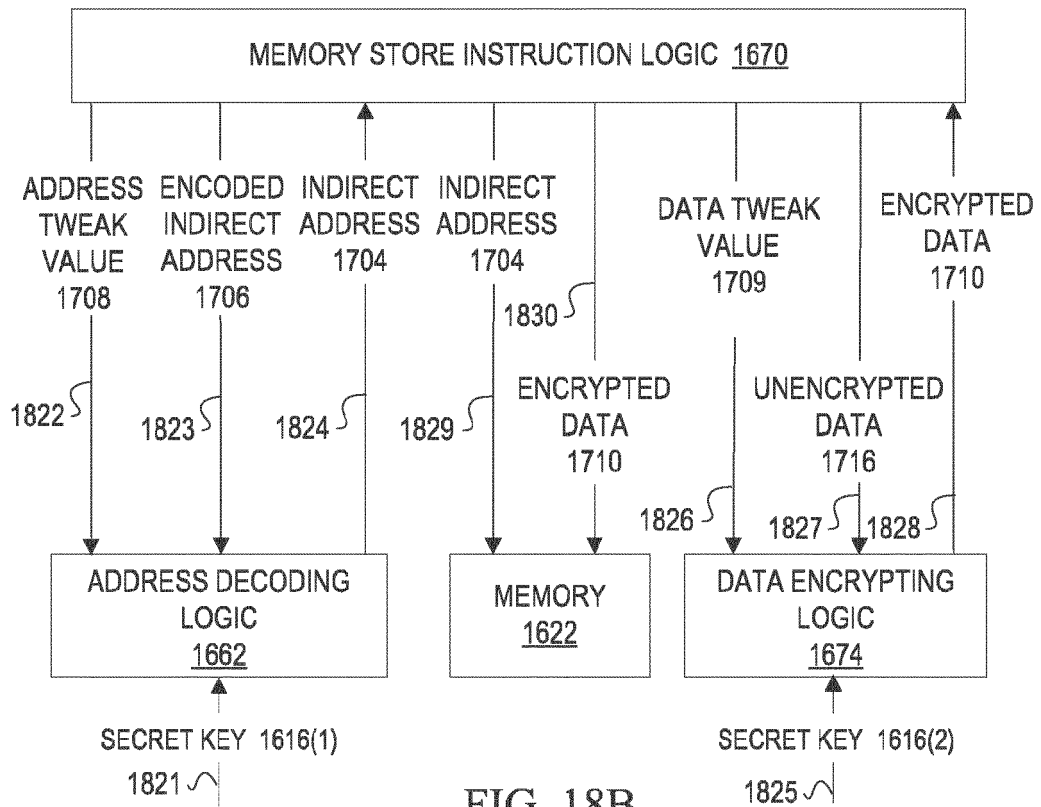 MEMORY STORE INSTRUCTION LOGIC 1670
ADDRESS
TWEAK
VALUE
1708
ENCODED
INDIRECT
ADDRESS
1706
INDIRECT
ADDRESS
1704
INDIRECT
ADDRESS
1704
DATA TWEAK
VALUE
1709
ENCRYPTED
DATA
1710
1830
1822
1823
1824
1829
ENCRYPTED
DATA
1710
UNENCRYPTED
DATA
1716
1826
1827
1828
ADDRESS DECODING
LOGIC
1662
MEMORY
1622
DATA ENCRYPTING
LOGIC
1674
SECRET KEY 1616(1)
1821
SECRET KEY 1616(2)
1825
FIG. 18B